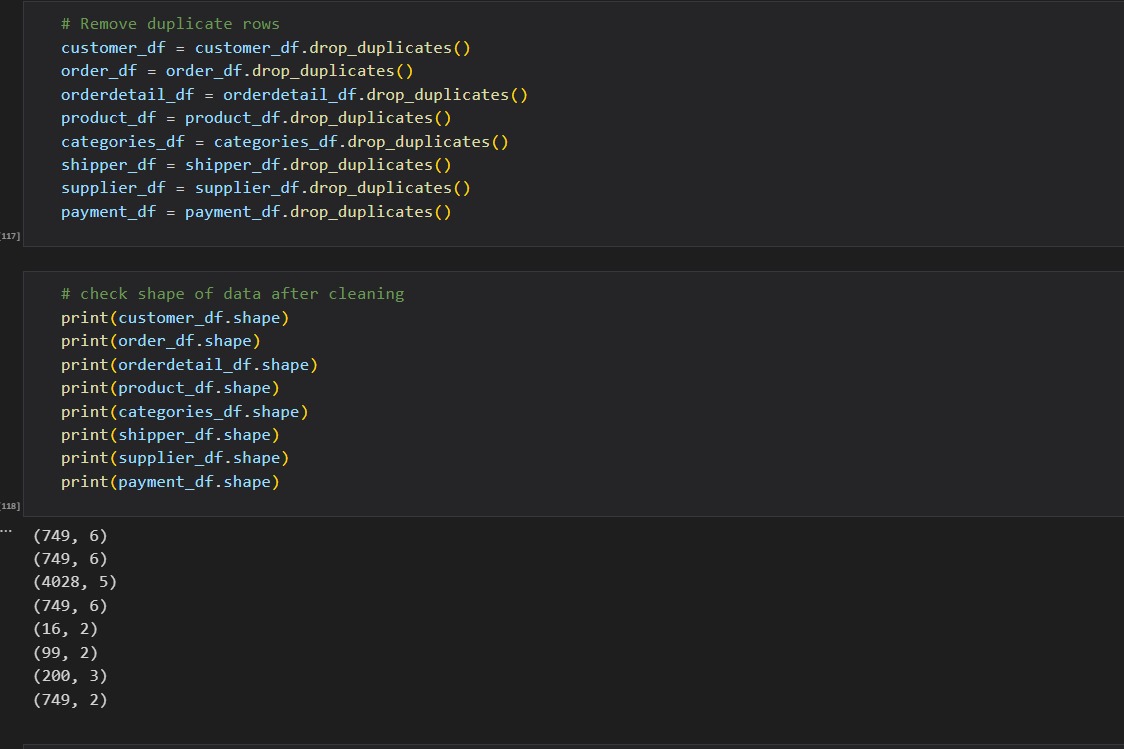 # Remove duplicate rows
customer_df = customer_df.drop_duplicates()
order_df = order_df.drop_duplicates()
orderdetail_df = orderdetail_df.drop_duplicates()
product_df = product_df.drop_duplicates()
categories_df = categories_df.drop_duplicates()
shipper_df = shipper_df.drop_duplicates()
supplier_df = supplier_df.drop_duplicates()
payment_df = payment_df.drop_duplicates()
[117]
# check shape of data after cleaning
print(customer_df.shape)
print(order_df.shape)
print(orderdetail_df.shape)
print(product_df.shape)
print(categories_df.shape)
print(shipper_df.shape)
print(supplier_df.shape)
print(payment_df.shape)
[118]
...
(749, 6)
(749, 6)
(4028, 5)
(749, 6)
(16, 2)
(99, 2)
(200, 3)
(749, 2)